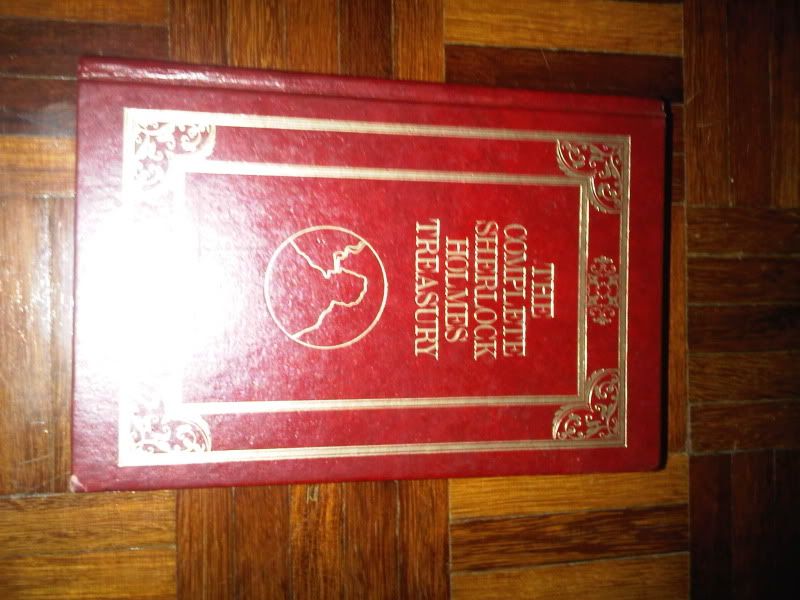 THE
COMPLETE
SHERLOCK
HOLMES
TREASURY